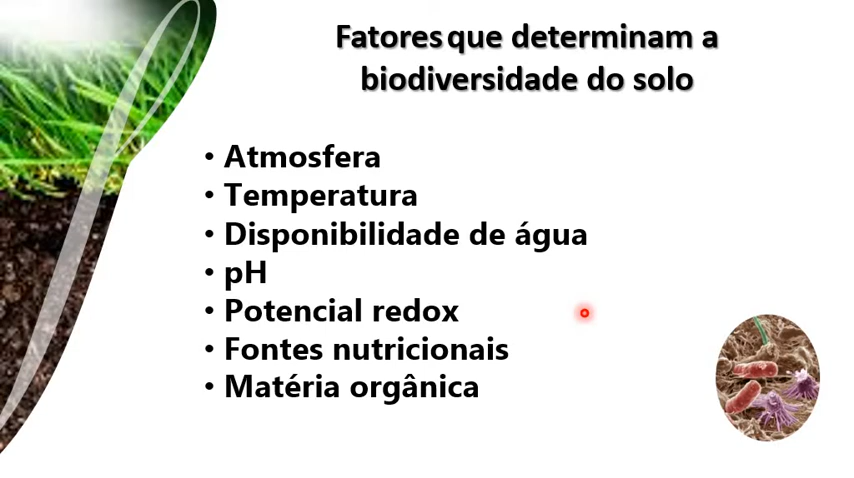 Fatores que determinam a
biodiversidade do solo
• Atmosfera
• Temperatura
• Disponibilidade de água
• pH
• Potencial redox
• Fontes nutricionais
• Matéria orgânica